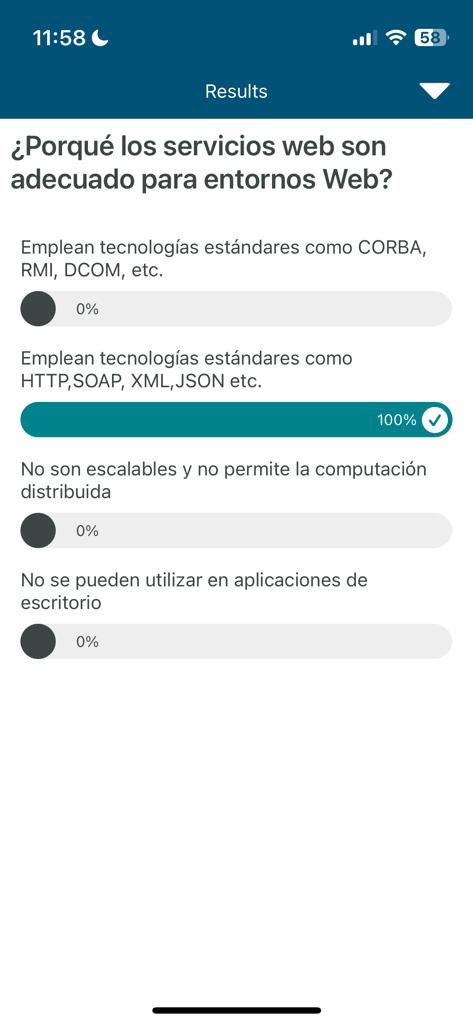 11:58
58
Results
¿Porqué los servicios web son
adecuado para entornos Web?
Emplean tecnologías estándares como CORBA,
RMI, DCOM, etc.
0%
Emplean tecnologías estándares como
HTTP,SOAP, XML,JSON etc.
100%
No son escalables y no permite la computación
distribuida
0%
No se pueden utilizar en aplicaciones de
escritorio
0%